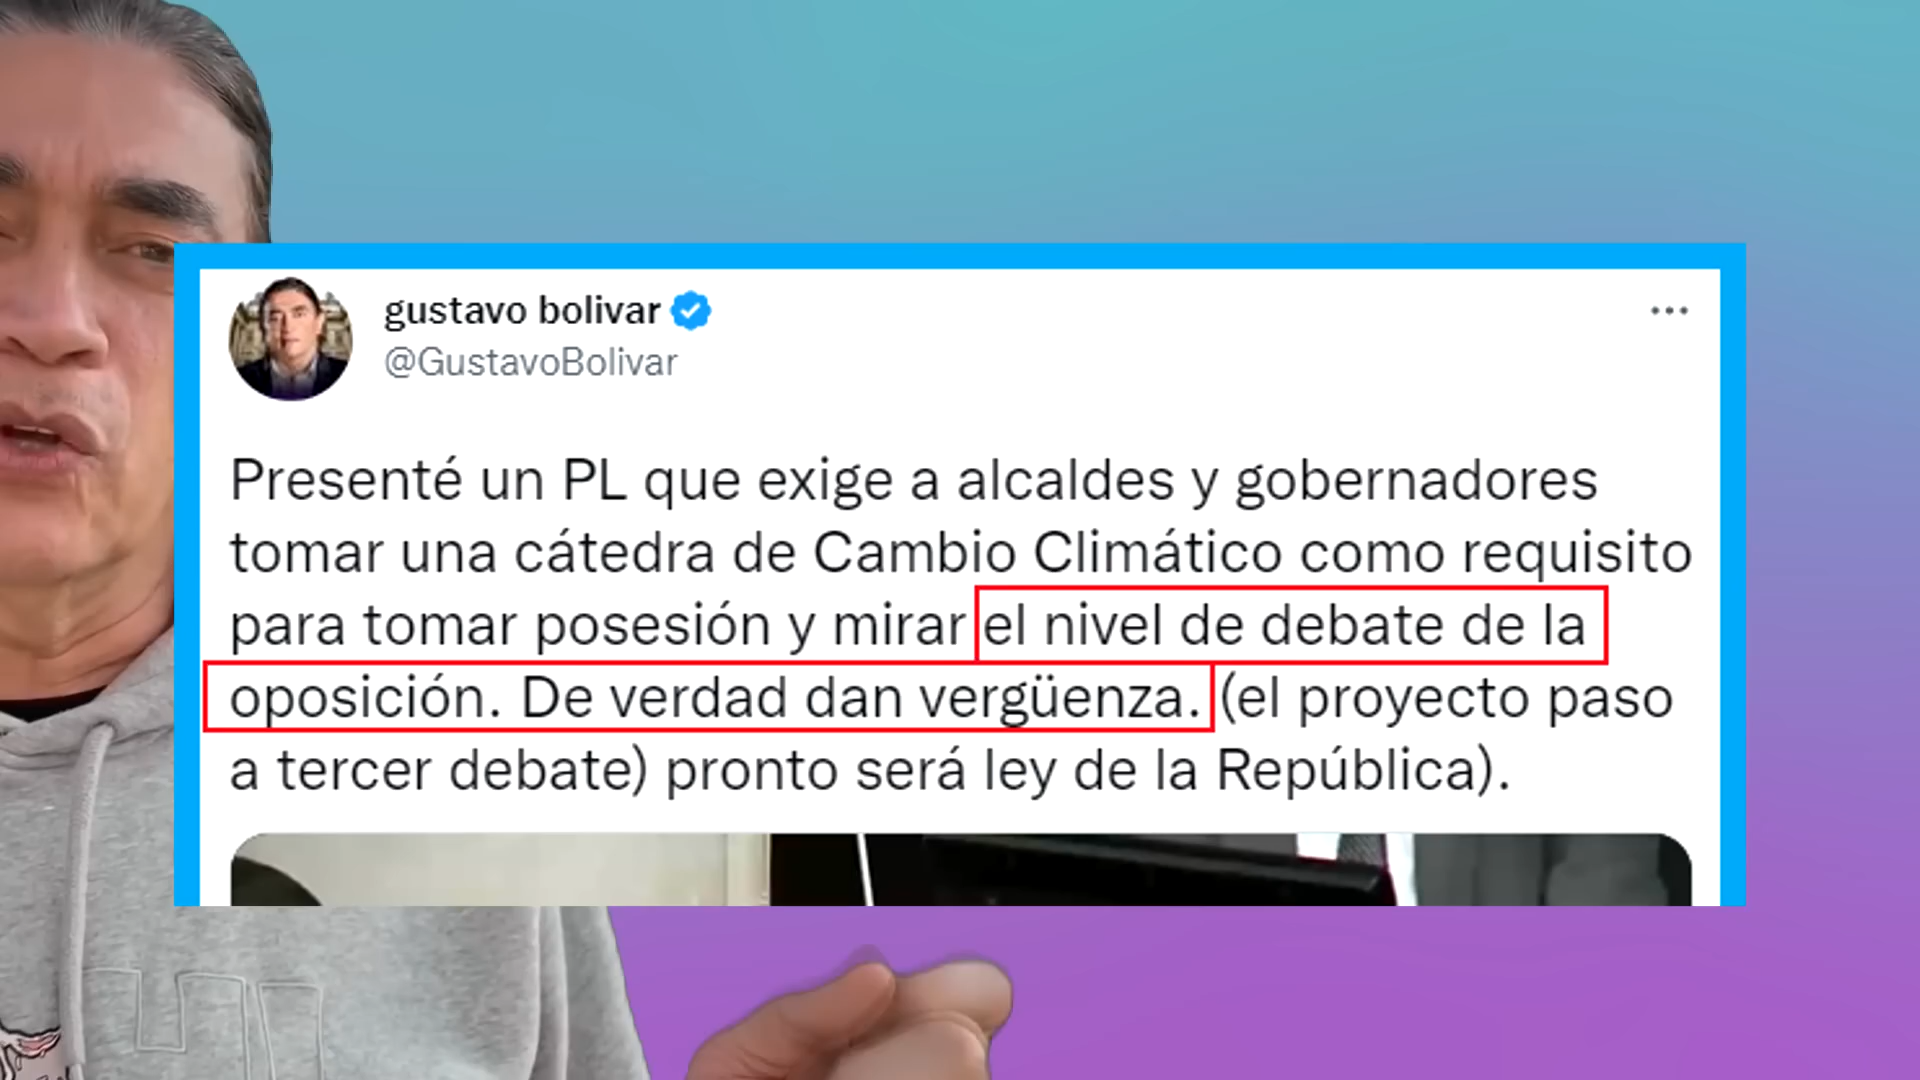 gustavo bolivar
@GustavoBolivar
Presenté un PL que exige a alcaldes y gobernadores
tomar una cátedra de Cambio Climático como requisito
para tomar posesión y mirar el nivel de debate de la
oposición. De verdad dan vergüenza. (el proyecto paso
a tercer debate) pronto será ley de la República).